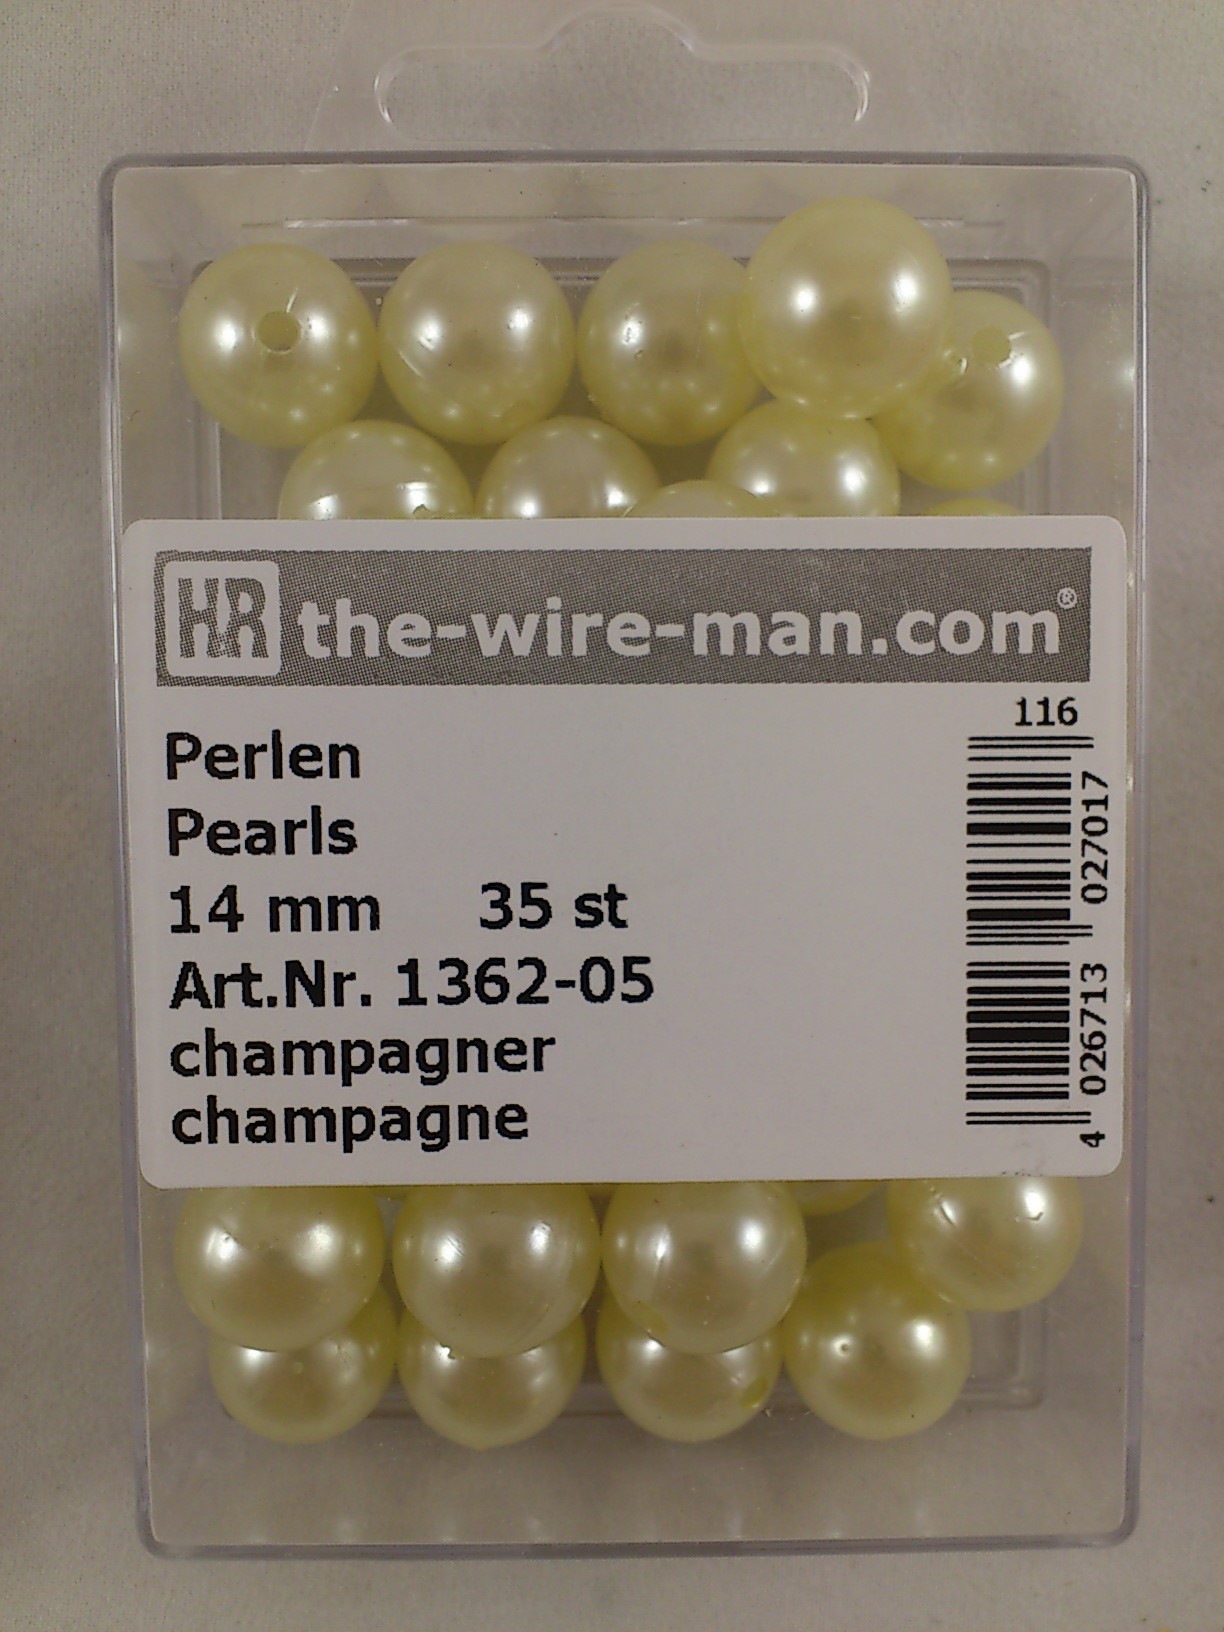 HR the-wire-man.com®
116
Perlen
Pearls
14 mm 35 st
Art.Nr. 1362-05
champagner
champagne
4 026713 027017